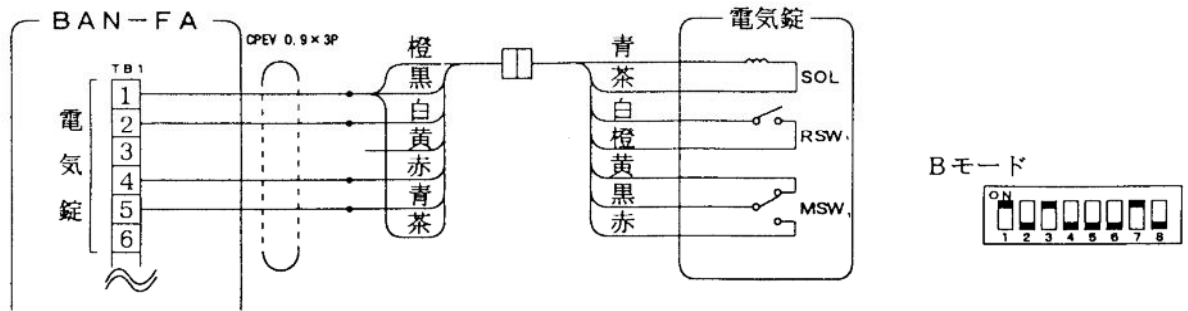 BAN-FA
CPEV 0.9×3P
TB1
電気錠
1
2
3
4
5
6
橙
黒
白
黄
赤
青
茶
電気錠
青
茶
白
橙
黄
黒
赤
SOL
RSW1
MSW1
Bモード
ON
1 2 3 4 5 6 7 8